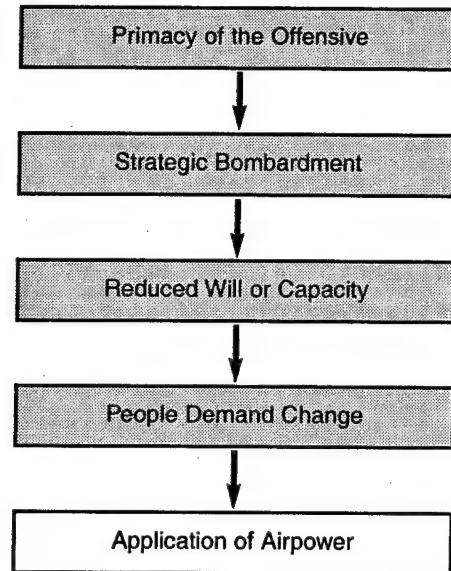 Primacy of the Offensive
Strategic Bombardment
Reduced Will or Capacity
People Demand Change
Application of Airpower